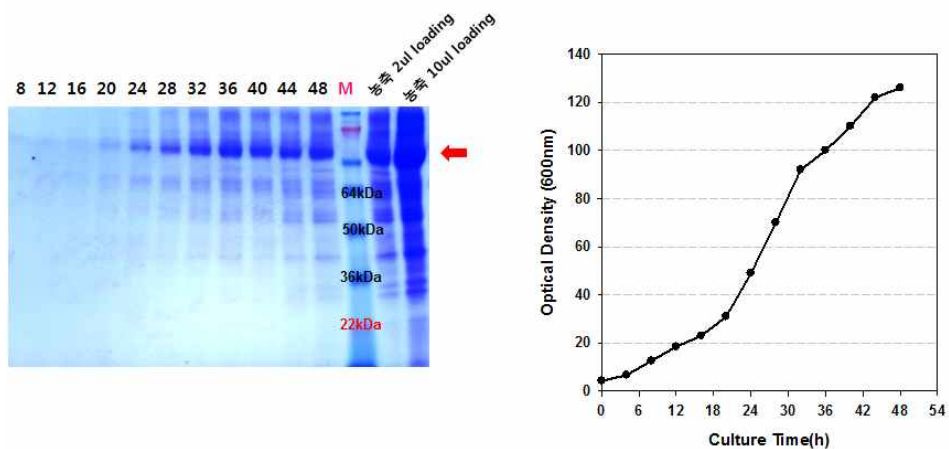 농축 2ul loading
농축 10ul loading
8 12 16 20 24 28 32 36 40 44 48 M
64kDa
50kDa
36kDa
22kDa
Optical Density (600nm)
140
120
100
80
60
40
20
0
0 6 12 18 24 30 36 42 48 54
Culture Time(h)